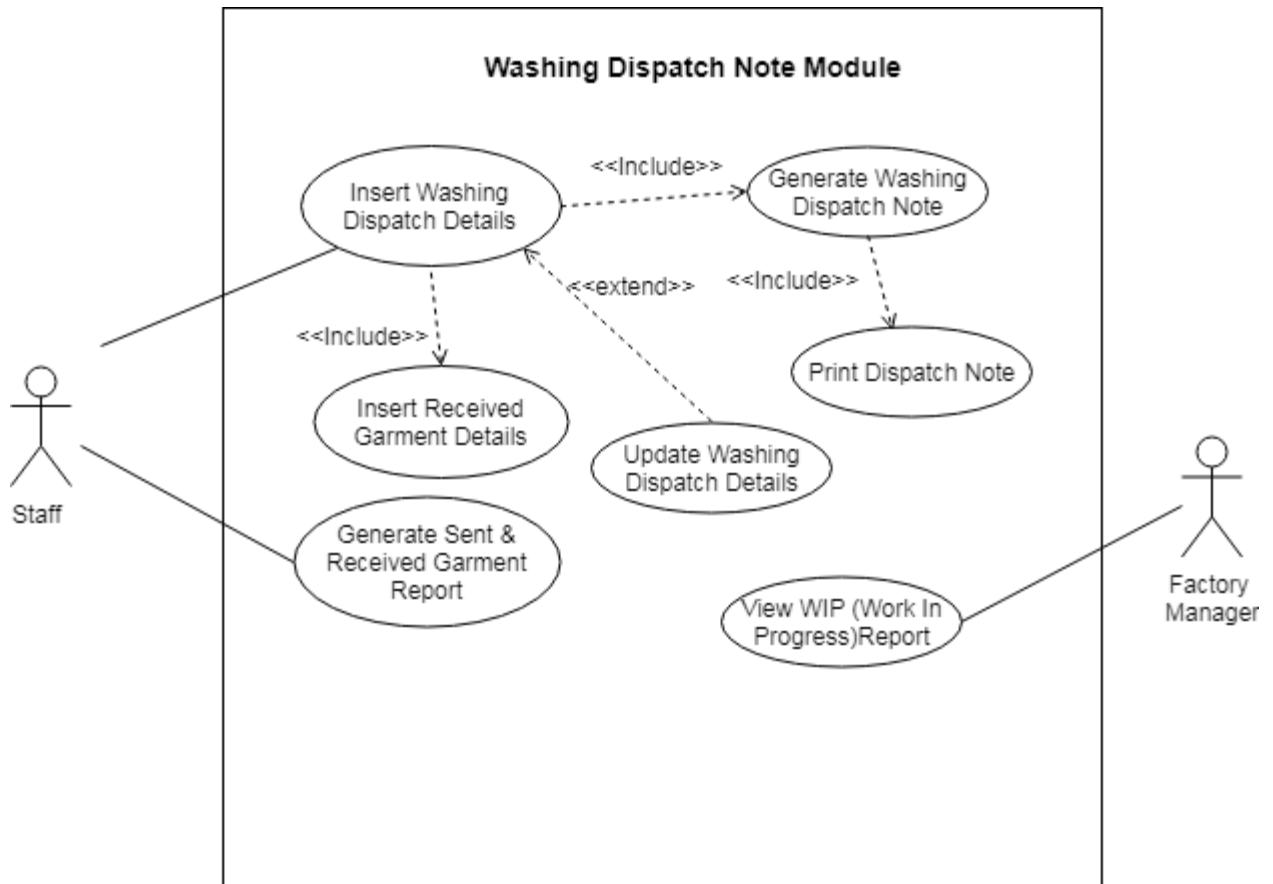 Washing Dispatch Note Module
Insert Washing
Dispatch Details
<<Include>>
Generate Washing
Dispatch Note
<<extend>>
<<Include>>
<<Include>>
Print Dispatch Note
Insert Received
Garment Details
Update Washing
Dispatch Details
Staff
Generate Sent &
Received Garment
Report
View WIP (Work In
Progress)Report
Factory
Manager